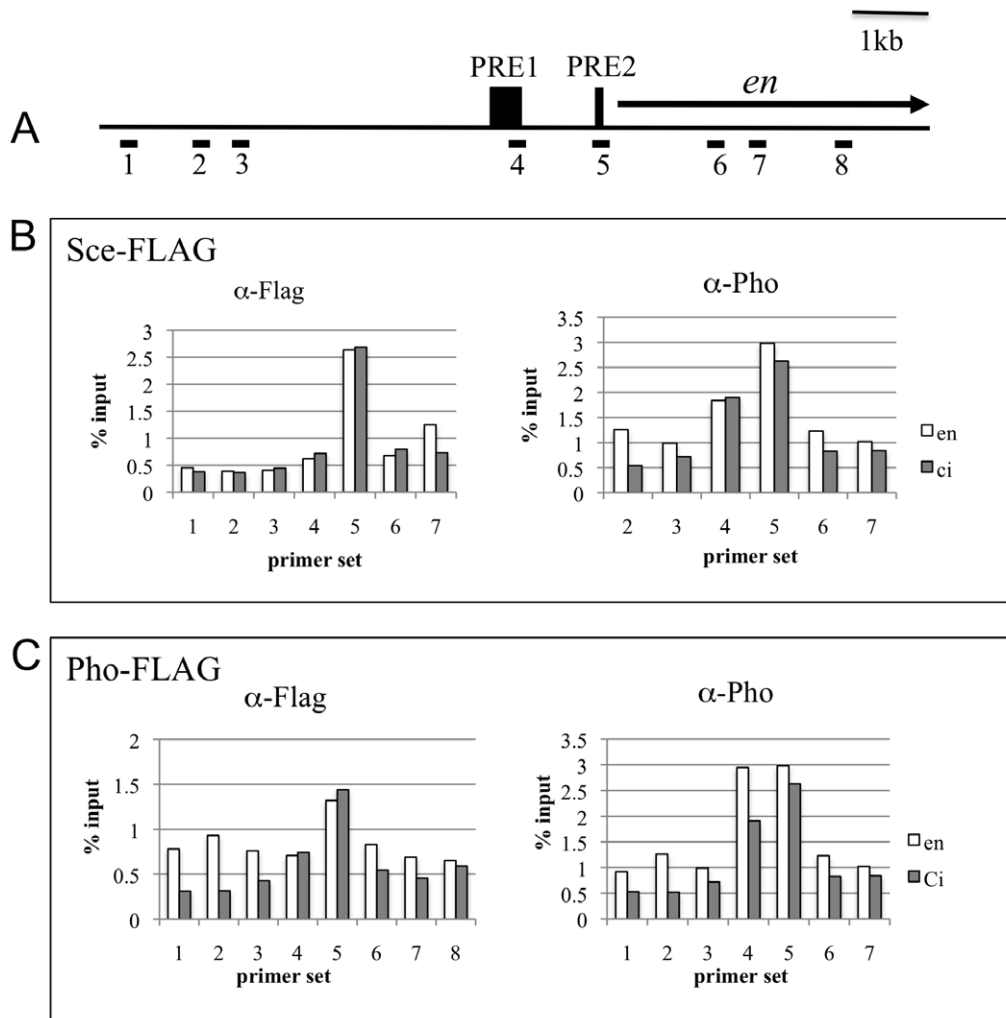 1kb
PRE1 PRE2
en
A
1 2 3 4 5 6 7 8
B
Sce-FLAG
α-Flag
3
2.5
2
1.5
1
0.5
0
% input
1 2 3 4 5 6 7
primer set
α-Pho
3.5
3
2.5
2
1.5
1
0.5
0
% input
2 3 4 5 6 7
primer set
en
ci
C
Pho-FLAG
α-Flag
2
1.5
1
0.5
0
% input
1 2 3 4 5 6 7 8
primer set
α-Pho
3.5
3
2.5
2
1.5
1
0.5
0
% input
1 2 3 4 5 6 7
primer set
en
Ci